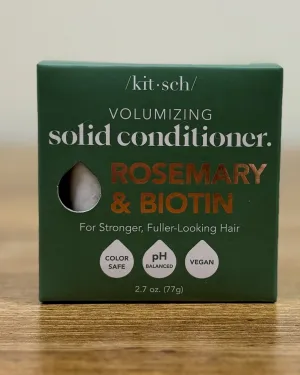 /kit·sch/
VOLUMIZING
solid conditioner.
ROSEMARY
& BIOTIN
For Stronger, Fuller-Looking Hair
COLOR
SAFE
pH
BALANCED
VEGAN
2.7 oz. (77g)